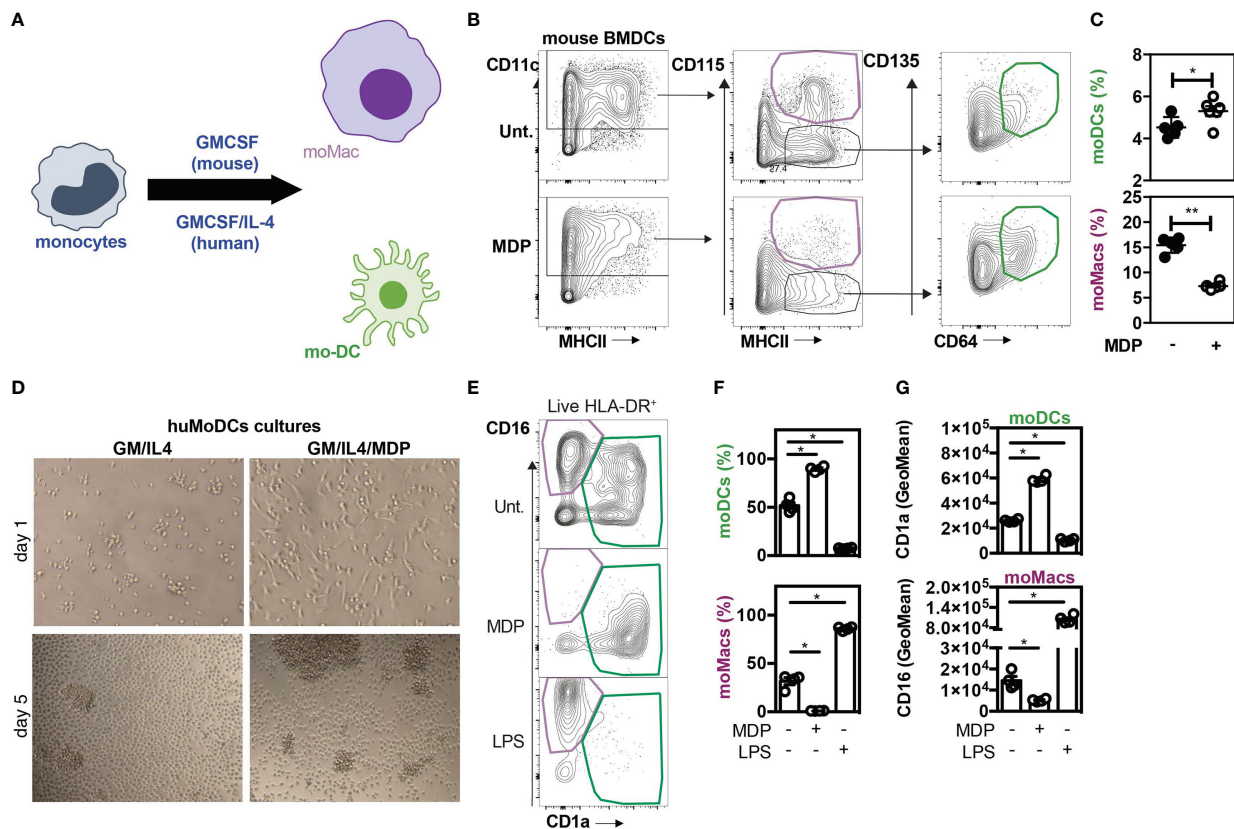 A
monocytes
GMCSF
(mouse)
GMCSF/IL-4
(human)
moMac
mo-DC
B
mouse BMDCs
CD11c
CD115
CD135
Unt.
27.4
MDP
MHCII
MHCII
CD64
C
moDCs (%)
8
6
4
2
*
moMacs (%)
25
20
15
10
5
0
**
MDP - +
D
huMoDCs cultures
GM/IL4 GM/IL4/MDP
day 1
day 5
E
Live HLA-DR+
CD16
Unt.
MDP
LPS
CD1a
F
moDCs (%)
100
50
0
*
*
moMacs (%)
100
50
0
*
*
MDP - + -
LPS - - +
G
moDCs
CD1a (GeoMean)
1×10⁵
8×10⁴
6×10⁴
4×10⁴
2×10⁴
0
*
*
moMacs
CD16 (GeoMean)
2.0×10⁵
1.4×10⁵
8.0×10⁴
3×10⁴
2×10⁴
1×10⁴
0
*
*
MDP - + -
LPS - - +